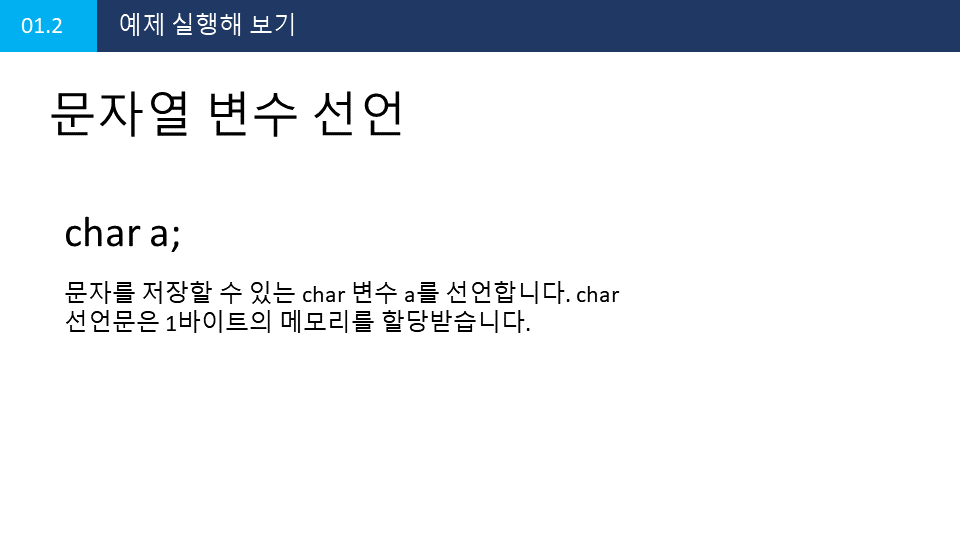 01.2
예제 실행해 보기
문자열 변수 선언
char a;
문자를 저장할 수 있는 char 변수 a를 선언합니다. char
선언문은 1바이트의 메모리를 할당받습니다.